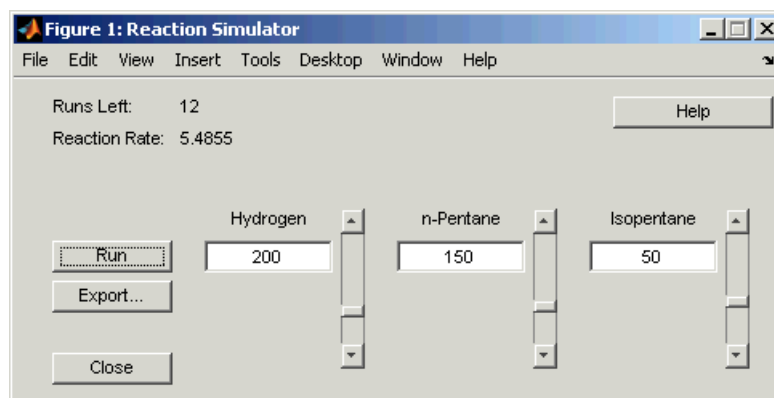 Figure 1: Reaction Simulator
File Edit View Insert Tools Desktop Window Help
Runs Left: 12
Help
Reaction Rate: 5.4855
Hydrogen n-Pentane Isopentane
Run 200 150 50
Export...
Close